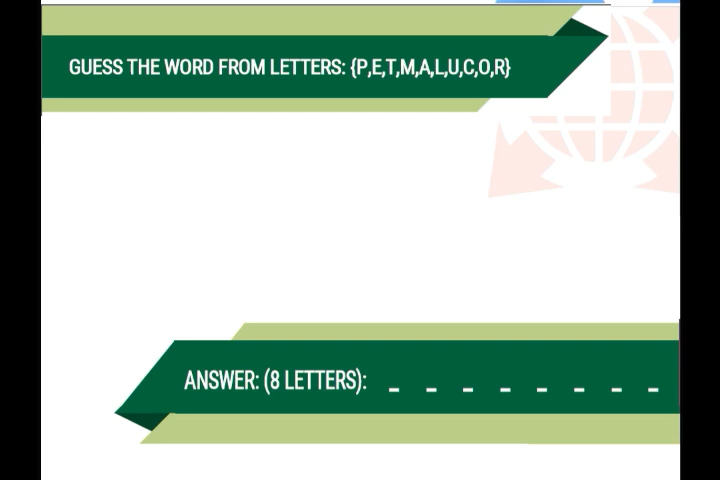 GUESS THE WORD FROM LETTERS: {P,E,T,M,A,L,U,C,O,R}
ANSWER: (8 LETTERS): _ _ _ _ _ _ _ _